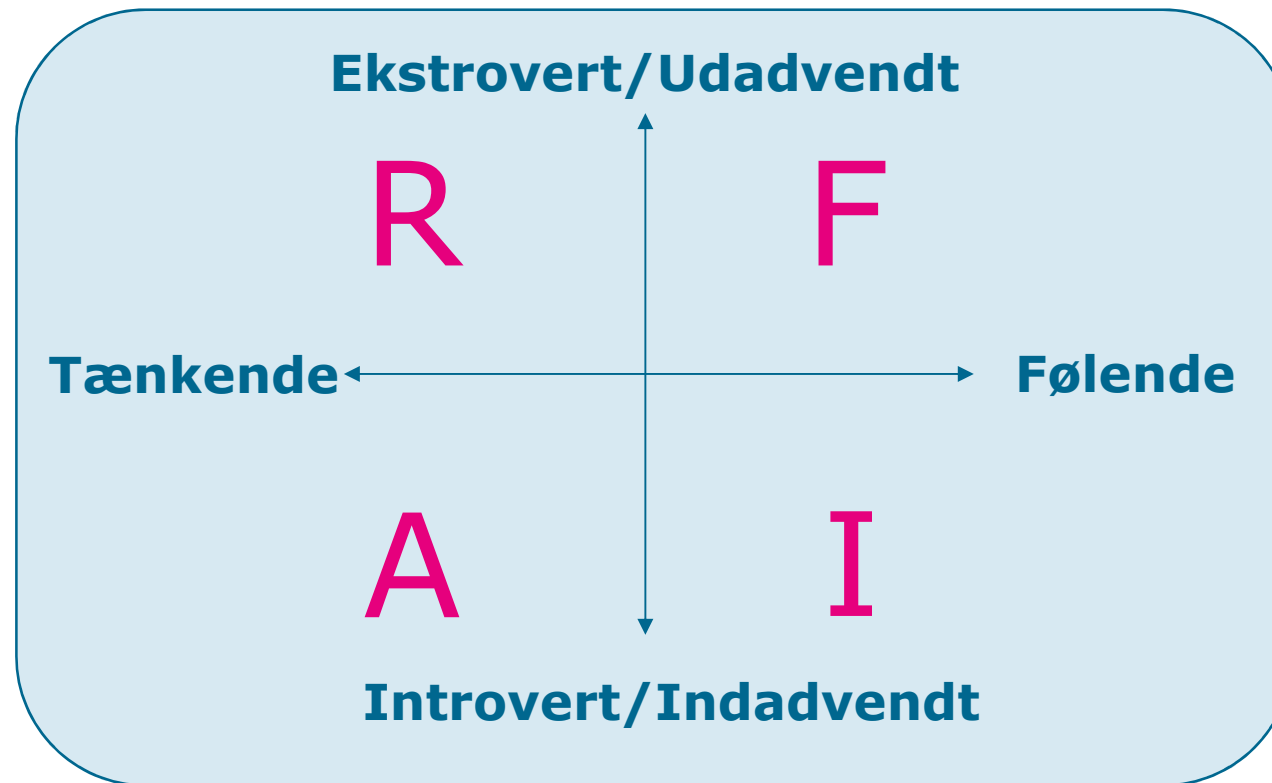 Ekstrovert/Udadvendt
R F
Tænkende Følende
A I
Introvert/Indadvendt